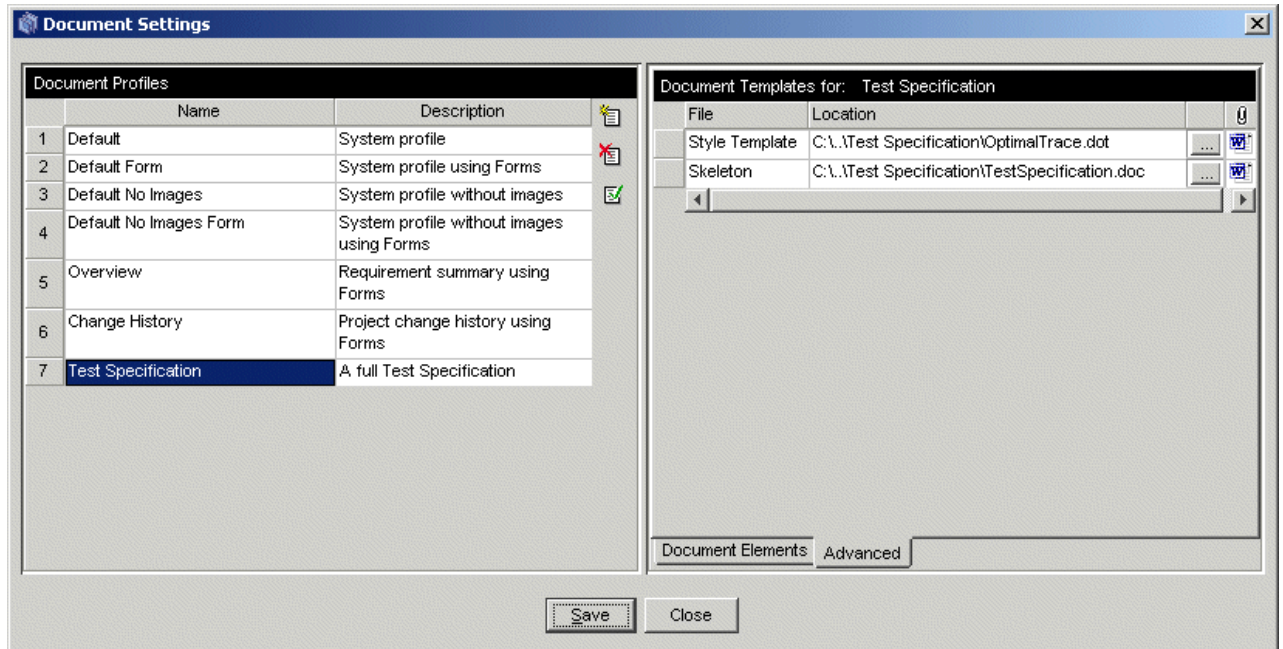 Document Settings
Document Profiles
Name Description
1 Default System profile
2 Default Form System profile using Forms
3 Default No Images System profile without images
4 Default No Images Form System profile without images
using Forms
5 Overview Requirement summary using
Forms
6 Change History Project change history using
Forms
7 Test Specification A full Test Specification
Document Templates for: Test Specification
File Location
Style Template C:\..\Test Specification\OptimalTrace.dot ...
Skeleton C:\..\Test Specification\TestSpecification.doc ...
Document Elements Advanced
Save Close